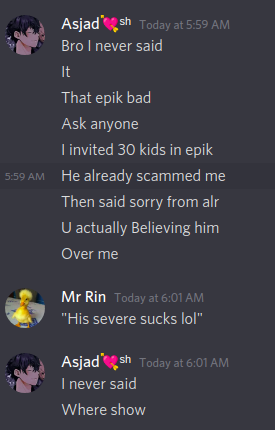 Asjad💘sh Today at 5:59 AM
Bro I never said
It
That epik bad
Ask anyone
I invited 30 kids in epik
5:59 AM He already scammed me
Then said sorry from alr
U actually Believing him
Over me
Mr Rin Today at 6:01 AM
"His severe sucks lol"
Asjad💘sh Today at 6:01 AM
I never said
Where show